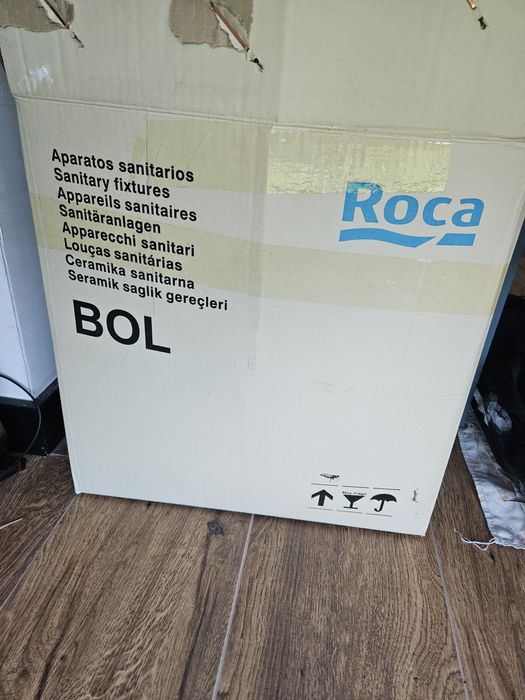 Aparatos sanitarios
Sanitary fixtures
Appareils sanitaires
Sanitäranlagen
Apparecchi sanitari
Louças sanitárias
Ceramika sanitarna
Seramik saglik gereçleri
BOL
Roca